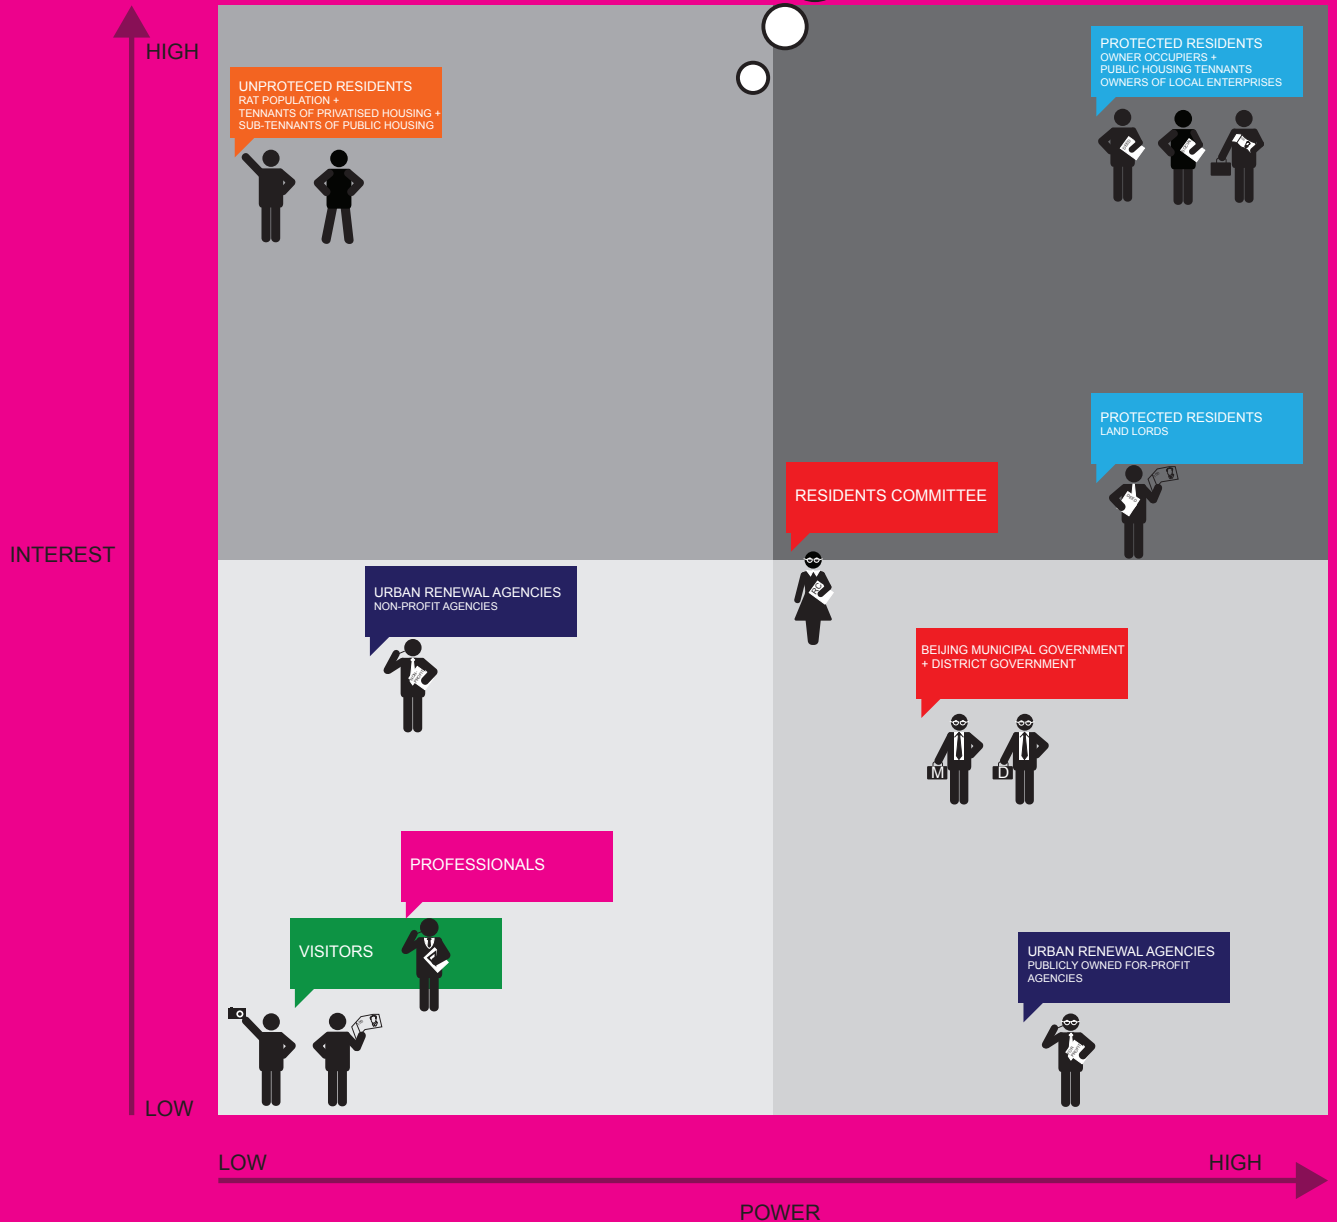 HIGH
UNPROTECED RESIDENTS
RAT POPULATION +
TENNANTS OF PRIVATISED HOUSING +
SUB-TENNANTS OF PUBLIC HOUSING
PROTECTED RESIDENTS
OWNER OCCUPIERS +
PUBLIC HOUSING TENNANTS
OWNERS OF LOCAL ENTERPRISES
PROTECTED RESIDENTS
LAND LORDS
RESIDENTS COMMITTEE
INTEREST
URBAN RENEWAL AGENCIES
NON-PROFIT AGENCIES
BEIJING MUNICIPAL GOVERNMENT
+ DISTRICT GOVERNMENT
M
D
PROFESSIONALS
VISITORS
URBAN RENEWAL AGENCIES
PUBLICLY OWNED FOR-PROFIT
AGENCIES
LOW
LOW
HIGH
POWER